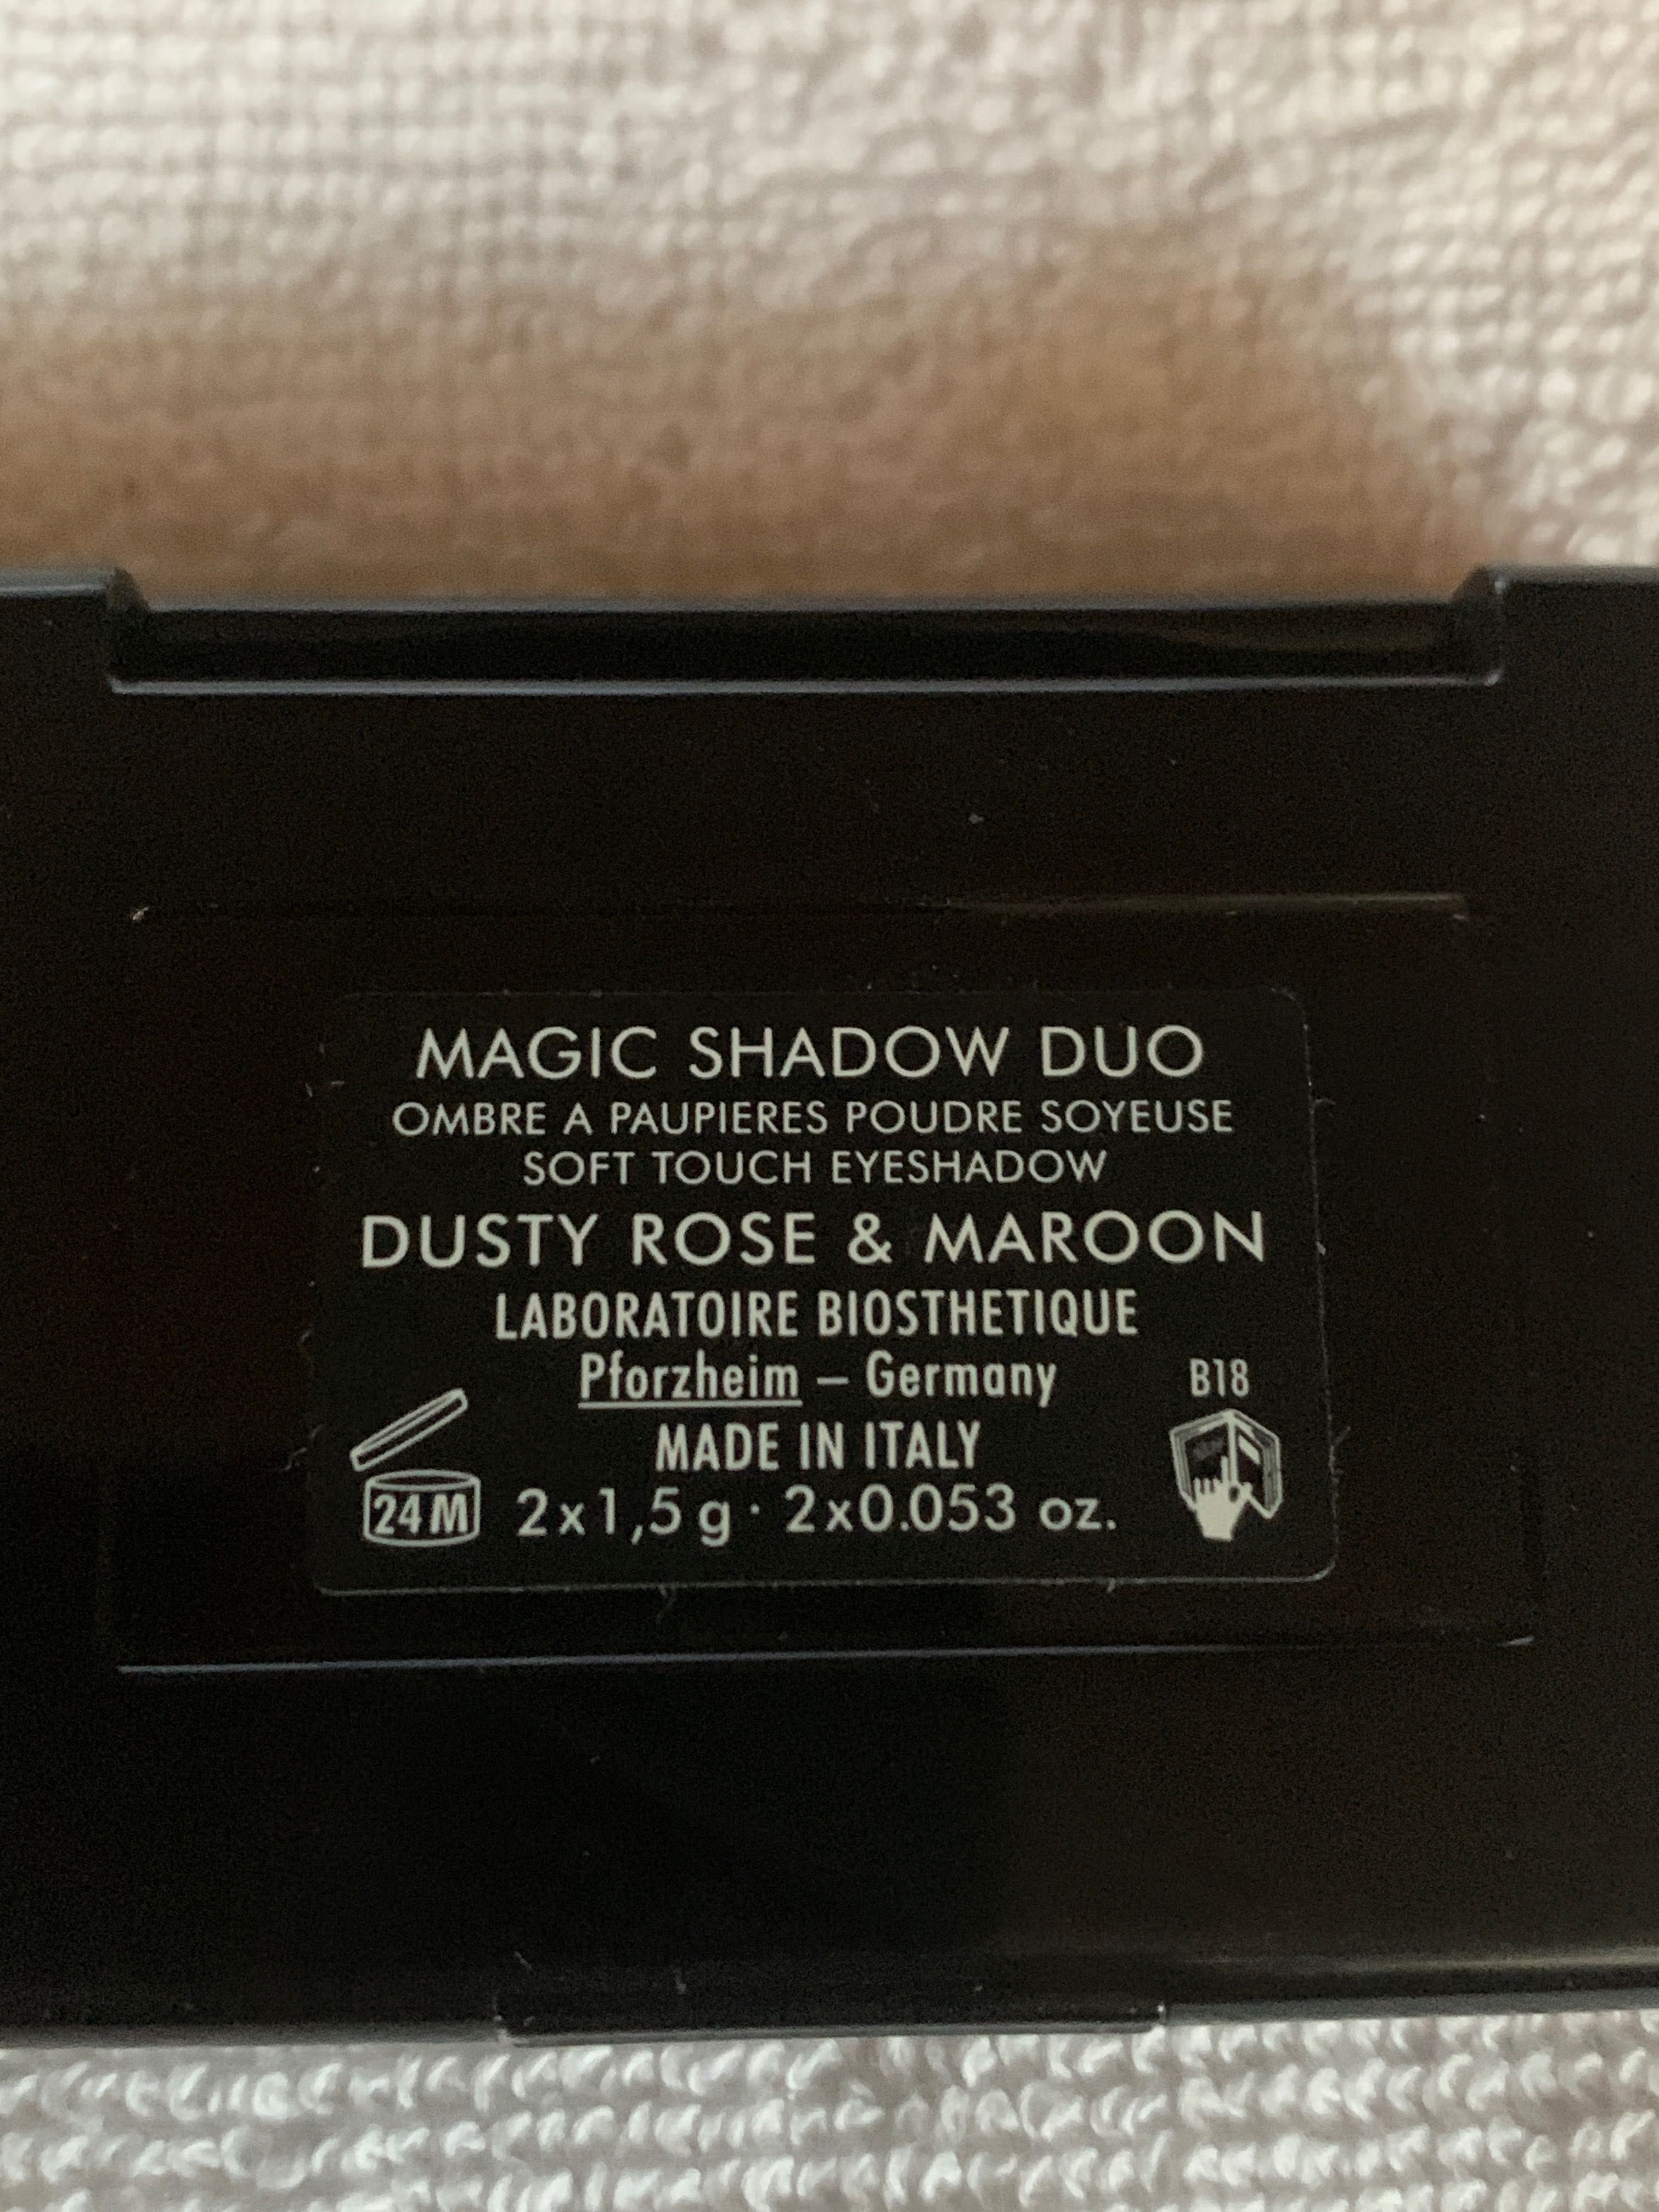 MAGIC SHADOW DUO
OMBRE A PAUPIERES POUDRE SOYEUSE
SOFT TOUCH EYESHADOW
DUSTY ROSE & MAROON
LABORATOIRE BIOSTHETIQUE
Pforzheim – Germany
B18
MADE IN ITALY
24M
2x1,5g · 2x0.053 oz.